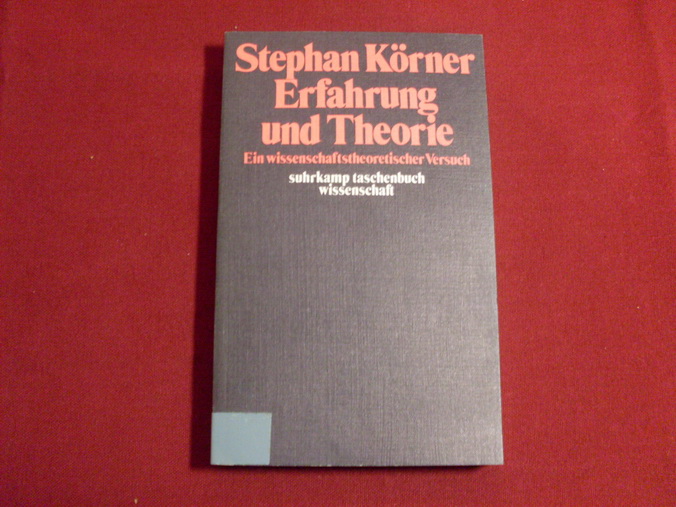 Stephan Körner
Erfahrung
und Theorie
Ein wissenschaftstheoretischer Versuch
suhrkamp taschenbuch
wissenschaft